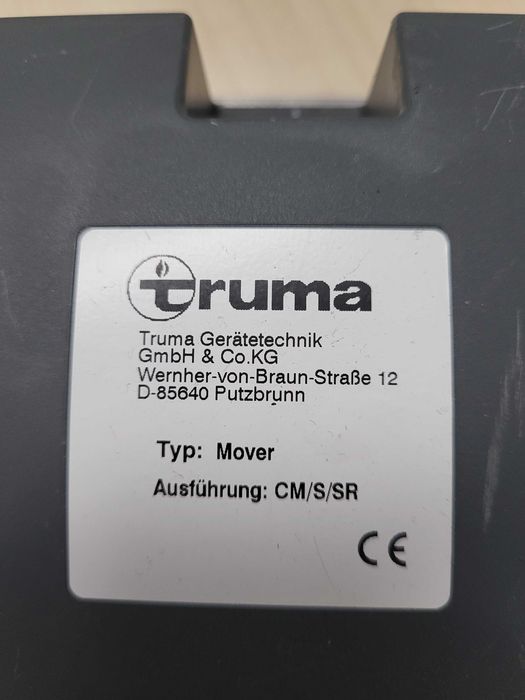 truma
Truma Gerätetechnik
GmbH & Co.KG
Wernher-von-Braun-Straße 12
D-85640 Putzbrunn
Typ: Mover
Ausführung: CM/S/SR
CE